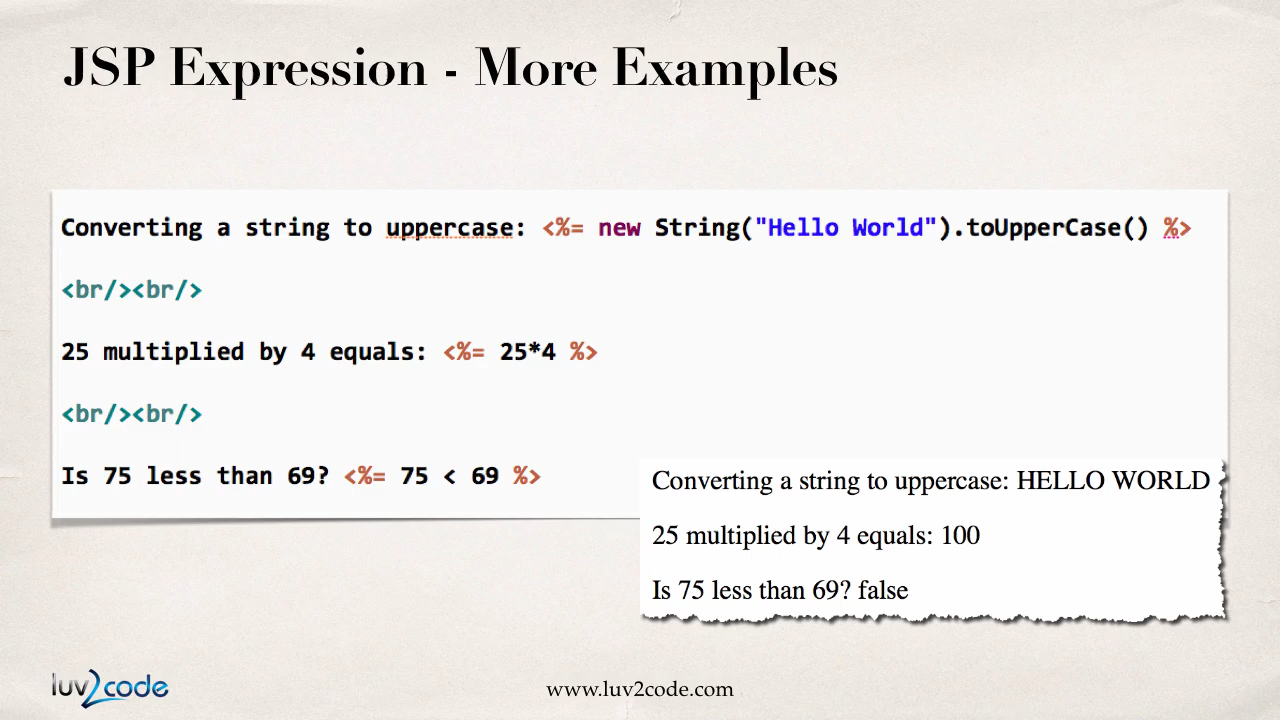 JSP Expression - More Examples
Converting a string to uppercase: <%= new String("Hello World").toUpperCase() %>
<br/><br/>
25 multiplied by 4 equals: <%= 25*4 %>
<br/><br/>
Is 75 less than 69? <%= 75 < 69 %>
Converting a string to uppercase: HELLO WORLD
25 multiplied by 4 equals: 100
Is 75 less than 69? false
luv2code
www.luv2code.com